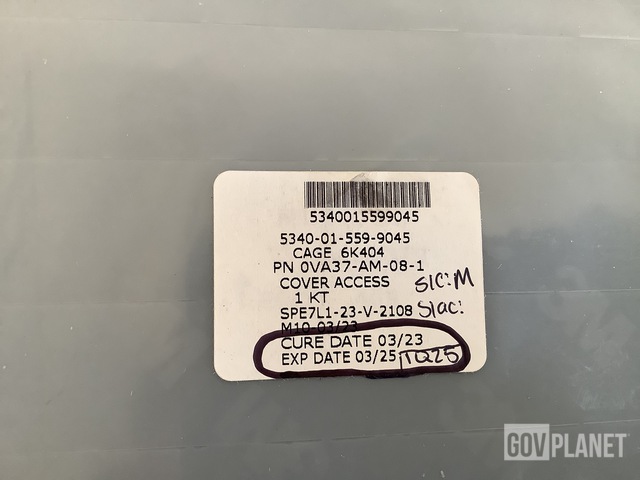 5340015599045
5340-01-559-9045
CAGE 6K404
PN 0VA37-AM-08-1
COVER ACCESS
S/C: M
1 KT
SPE7L1-23-V-2108
M10-03/23
CURE DATE 03/23
EXP DATE 03/25
GOVPLANET